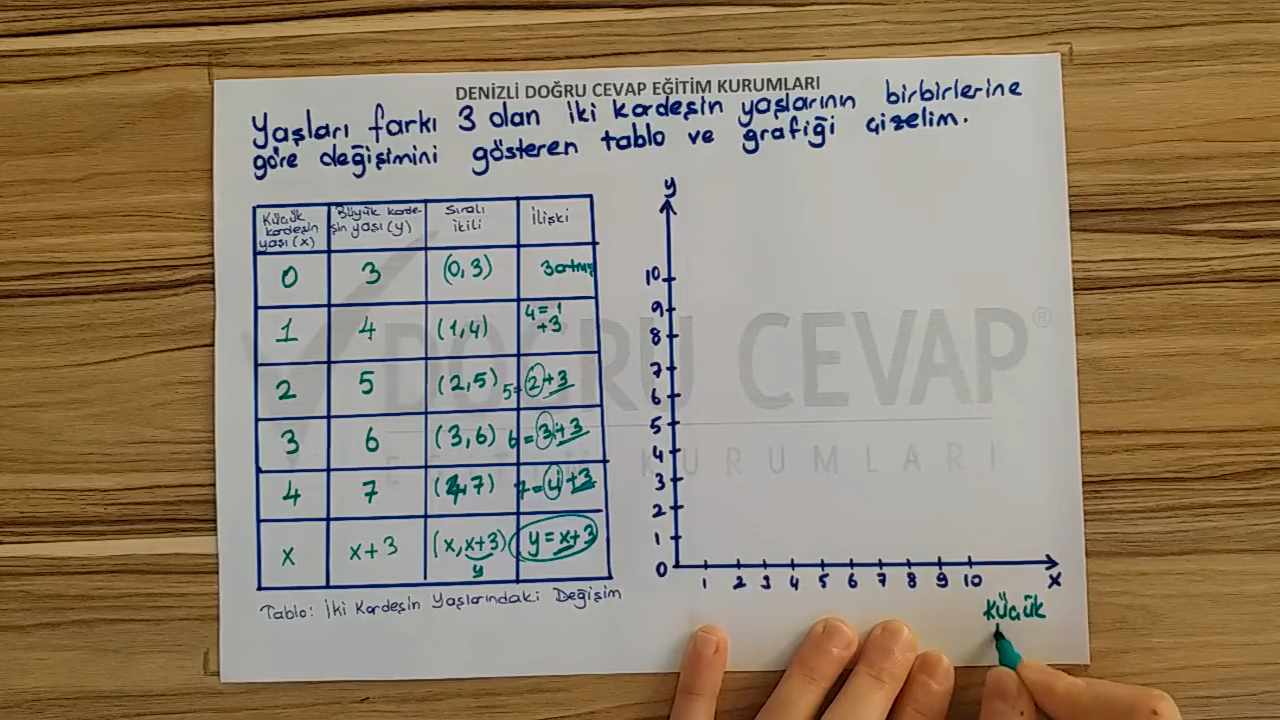 DENİZLİ DOĞRU CEVAP EĞİTİM KURUMLARI
Yaşları farkı 3 olan iki kardeşin yaşlarının birbirlerine
göre değişimini gösteren tablo ve grafiği çizelim.
Küçük kardeşin yaşı (x)
Büyük karde-şin yaşı (y)
Sıralı ikili
İlişki
0 3 (0,3) 3 artmış
1 4 (1,4) 4 = 1 +3
2 5 (2,5) 5 = 2+3
3 6 (3,6) 6 = 3+3
4 7 (4,7) 7 = 4+3
x x+3 (x, x+3) y = x+3
y
Tablo: İki Kardeşin Yaşlarındaki Değişim
y
10
9
8
7
6
5
4
3
2
1
0
1 2 3 4 5 6 7 8 9 10 x
Küçük
DOĞRU CEVAP®
EĞİTİM KURUMLARI